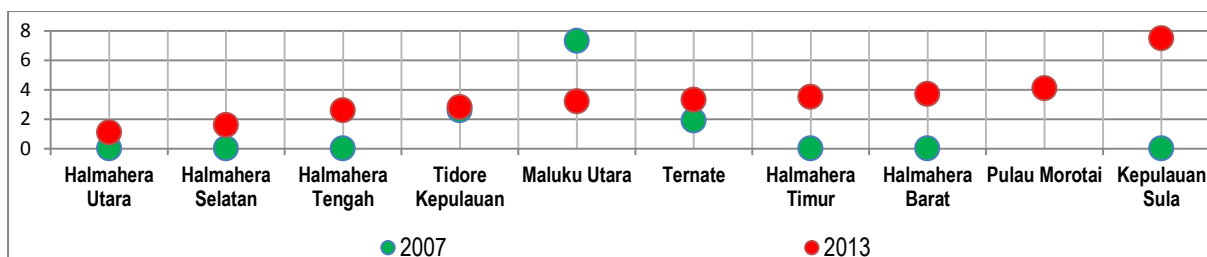 8
6
4
2
0
Halmahera Utara
Halmahera Selatan
Halmahera Tengah
Tidore Kepulauan
Maluku Utara
Ternate
Halmahera Timur
Halmahera Barat
Pulau Morotai
Kepulauan Sula
2007
2013